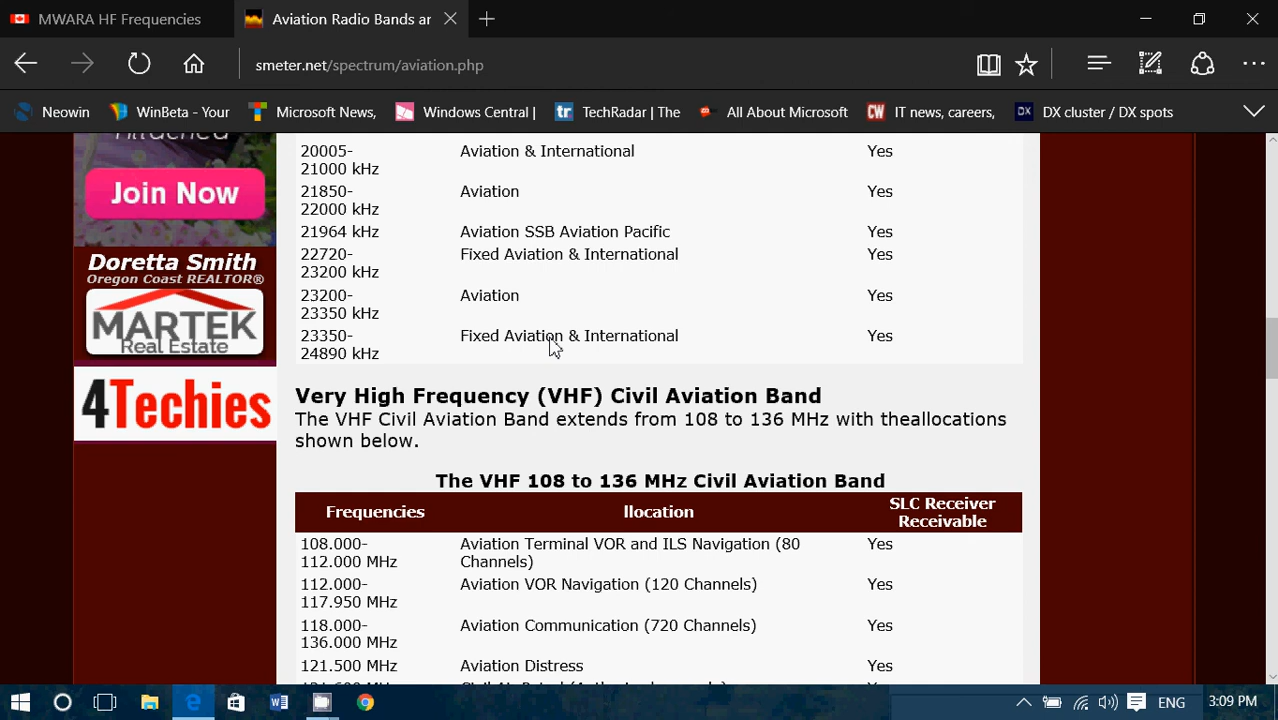 MWARA HF Frequencies
Aviation Radio Bands ar
smeter.net/spectrum/aviation.php
Neowin
WinBeta - Your
Microsoft News,
Windows Central |
tr TechRadar | The
All About Microsoft
CW IT news, careers,
DX DX cluster / DX spots
Join Now
Doretta Smith
Oregon Coast REALTOR®
MARTEK
Real Estate
4Techies
20005- Aviation & International Yes
21000 kHz
21850- Aviation Yes
22000 kHz
21964 kHz Aviation SSB Aviation Pacific Yes
22720- Fixed Aviation & International Yes
23200 kHz
23200- Aviation Yes
23350 kHz
23350- Fixed Aviation & International Yes
24890 kHz
Very High Frequency (VHF) Civil Aviation Band
The VHF Civil Aviation Band extends from 108 to 136 MHz with theallocations
shown below.
The VHF 108 to 136 MHz Civil Aviation Band
Frequencies llocation SLC Receiver
Receivable
108.000- Aviation Terminal VOR and ILS Navigation (80 Yes
112.000 MHz Channels)
112.000- Aviation VOR Navigation (120 Channels) Yes
117.950 MHz
118.000- Aviation Communication (720 Channels) Yes
136.000 MHz
121.500 MHz Aviation Distress Yes
ENG
3:09 PM